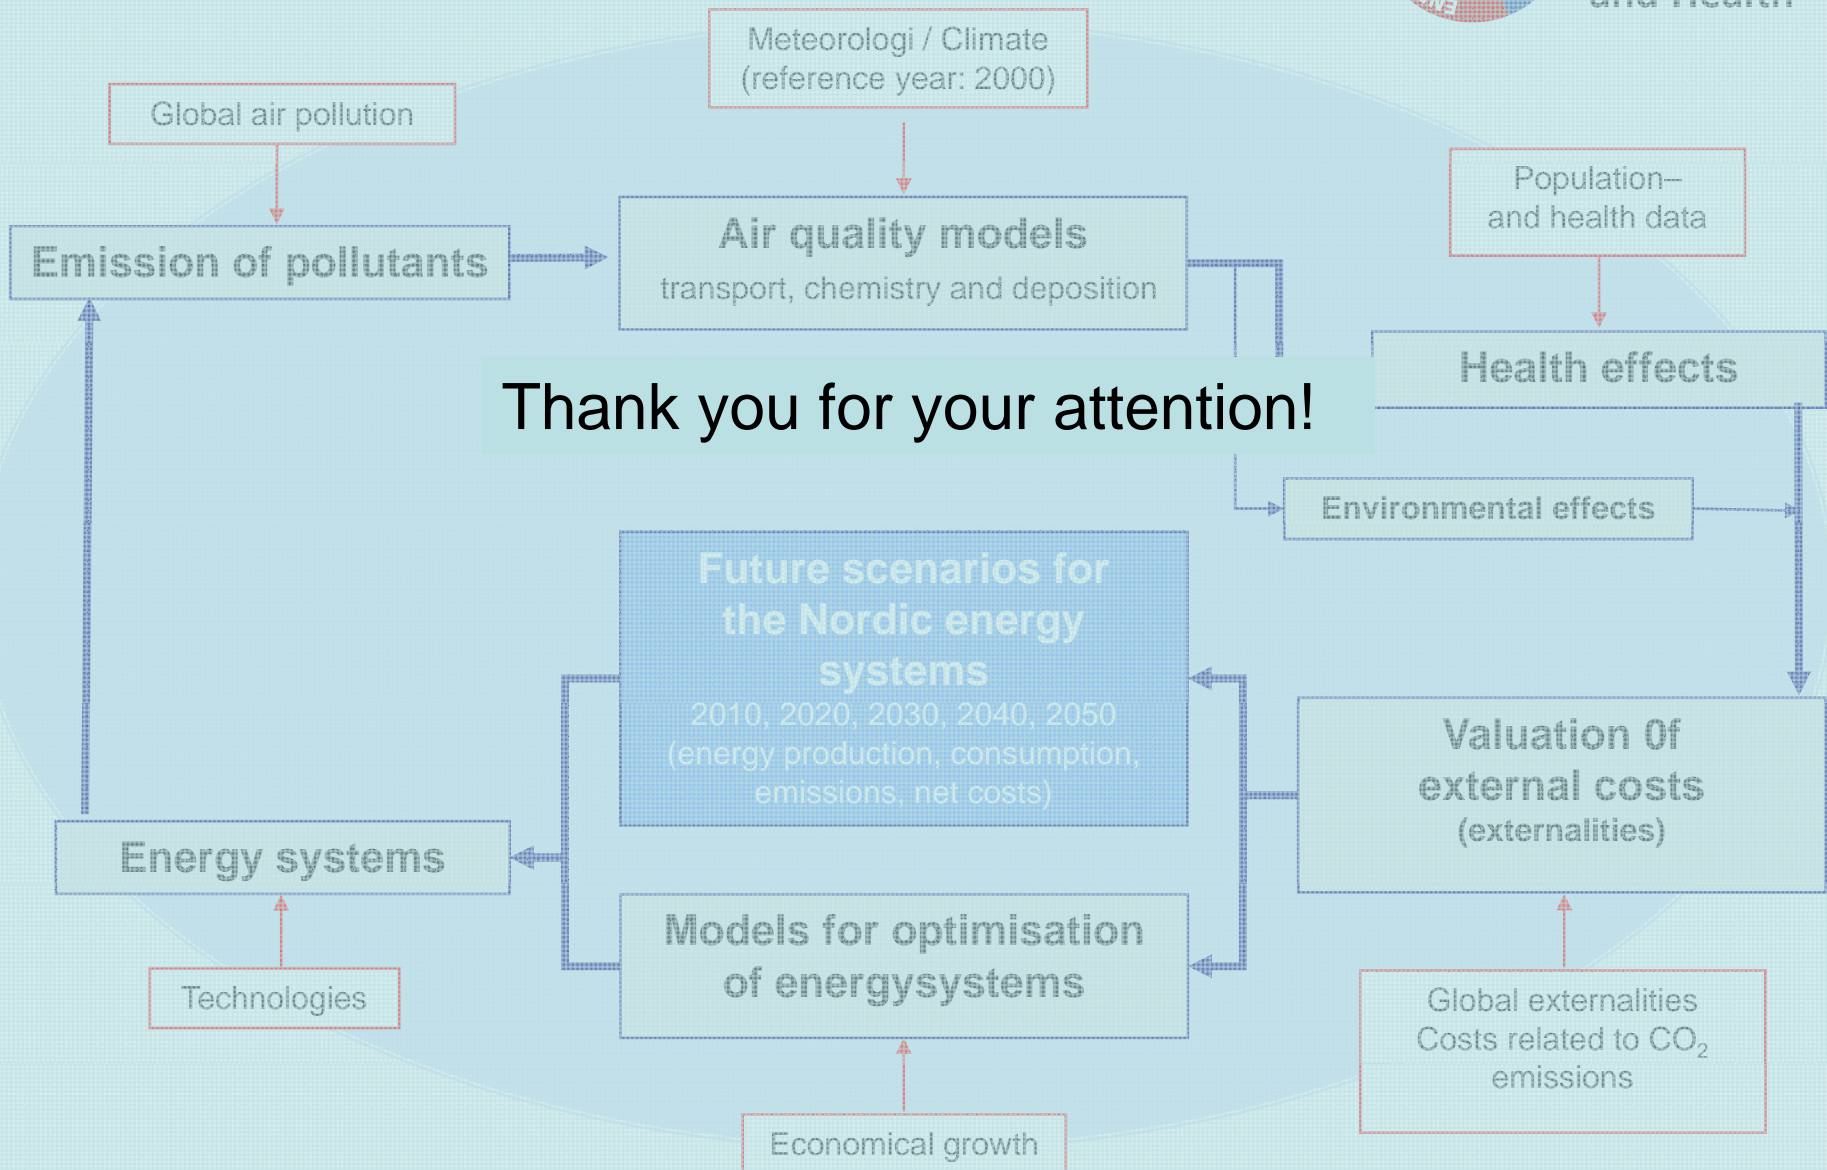 and Health
Meteorologi / Climate
(reference year: 2000)
Global air pollution
Population–
and health data
Emission of pollutants
Air quality models
transport, chemistry and deposition
Health effects
Thank you for your attention!
Environmental effects
Future scenarios for
the Nordic energy
systems
2010, 2020, 2030, 2040, 2050
(energy production, consumption,
emissions, net costs)
Valuation 0f
external costs
(externalities)
Energy systems
Models for optimisation
of energysystems
Technologies
Global externalities
Costs related to CO₂
emissions
Economical growth